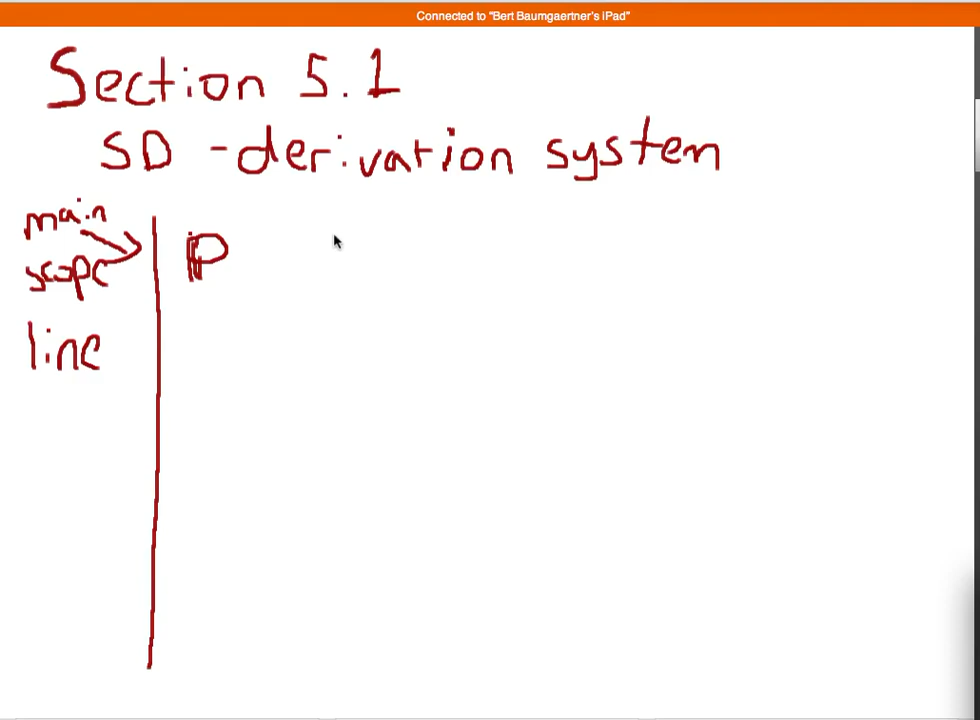 Connected to "Bert Baumgaertner's iPad"
Section 5.1
SD - derivation system
main
scope
line
P